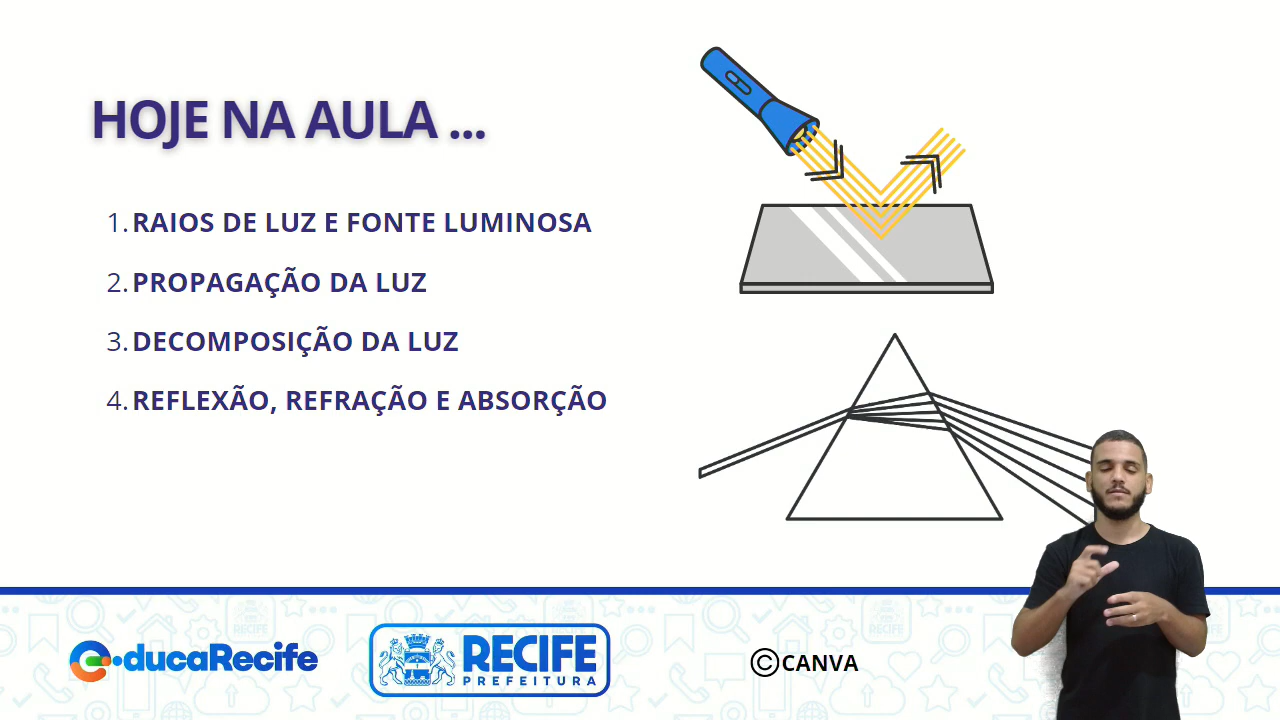 HOJE NA AULA ...
1. RAIOS DE LUZ E FONTE LUMINOSA
2. PROPAGAÇÃO DA LUZ
3. DECOMPOSIÇÃO DA LUZ
4. REFLEXÃO, REFRAÇÃO E ABSORÇÃO
educaRecife
RECIFE
PREFEITURA
© CANVA